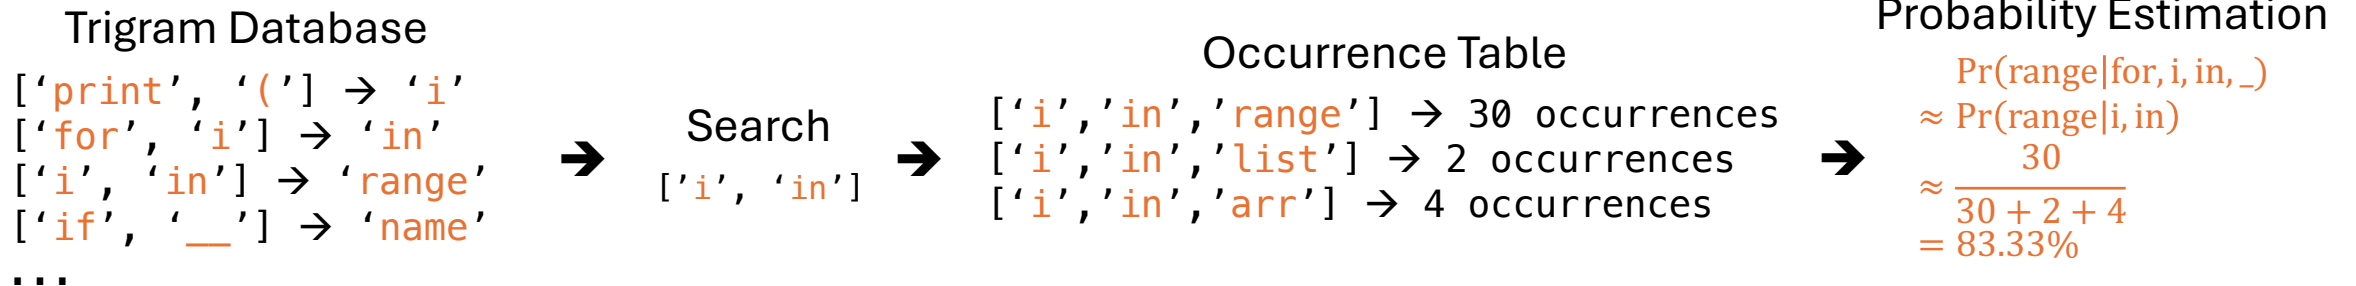 Trigram Database
[‘print’, ‘(’] → ‘i’
[‘for’, ‘i’] → ‘in’
[‘i’, ‘in’] → ‘range’
[‘if’, ‘__’] → ‘name’
...
Search
[’i’, ‘in’]
Occurrence Table
[‘i’,’in’,’range’] → 30 occurrences
[‘i’,’in’,’list’] → 2 occurrences
[‘i’,’in’,’arr’] → 4 occurrences
Probability Estimation
Pr(range|for, i, in, _)
≈ Pr(range|i, in)
≈ 30
30 + 2 + 4
= 83.33%